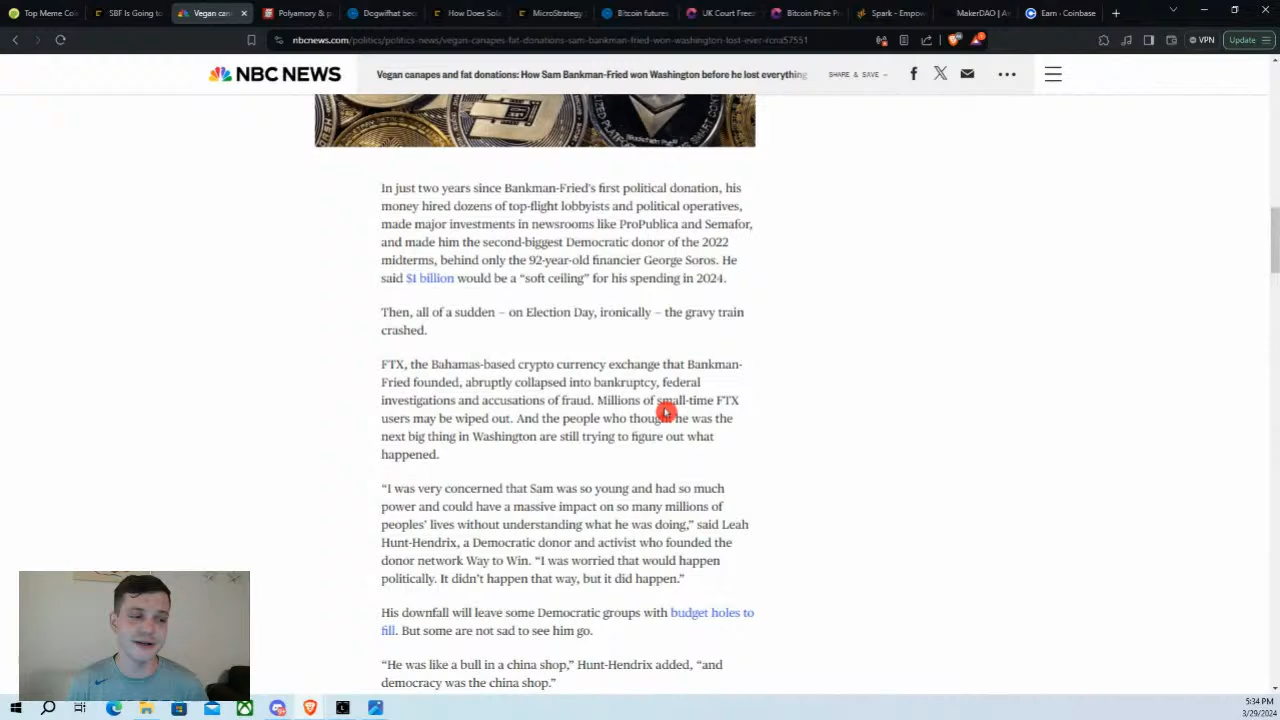 Top Meme Coi
SBF Is Going to
Vegan can
Polyamory & p
Dogwifhat bec
How Does Sola
MicroStrategy
Bitcoin futures
UK Court Freez
Bitcoin Price Pr
Spark - Empow
MakerDAO | A
Earn - Coinbase
nbcnews.com/politics/politics-news/vegan-canapes-fat-donations-sam-bankman-fried-won-washington-lost-ever-rcna57551
VPN
Update
NBC NEWS
Vegan canapes and fat donations: How Sam Bankman-Fried won Washington before he lost everything
SHARE & SAVE
In just two years since Bankman-Fried's first political donation, his
money hired dozens of top-flight lobbyists and political operatives,
made major investments in newsrooms like ProPublica and Semafor,
and made him the second-biggest Democratic donor of the 2022
midterms, behind only the 92-year-old financier George Soros. He
said $1 billion would be a “soft ceiling” for his spending in 2024.
Then, all of a sudden – on Election Day, ironically – the gravy train
crashed.
FTX, the Bahamas-based crypto currency exchange that Bankman-
Fried founded, abruptly collapsed into bankruptcy, federal
investigations and accusations of fraud. Millions of small-time FTX
users may be wiped out. And the people who thought he was the
next big thing in Washington are still trying to figure out what
happened.
“I was very concerned that Sam was so young and had so much
power and could have a massive impact on so many millions of
peoples’ lives without understanding what he was doing,” said Leah
Hunt-Hendrix, a Democratic donor and activist who founded the
donor network Way to Win. “I was worried that would happen
politically. It didn’t happen that way, but it did happen.”
His downfall will leave some Democratic groups with budget holes to
fill. But some are not sad to see him go.
“He was like a bull in a china shop,” Hunt-Hendrix added, “and
democracy was the china shop.”
5:34 PM
3/29/2024